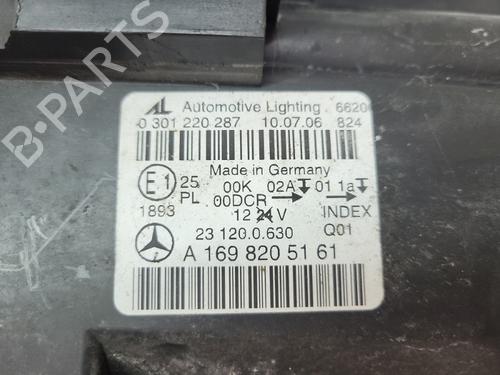 B-PARTS
AL Automotive Lighting
0 301 220 287 10.07.06 824
Made in Germany
E1 25 00K 02A 01 1a
PL 00DCR
1893 12 24 V INDEX
23 120.0.630 Q01
A 169 820 51 61